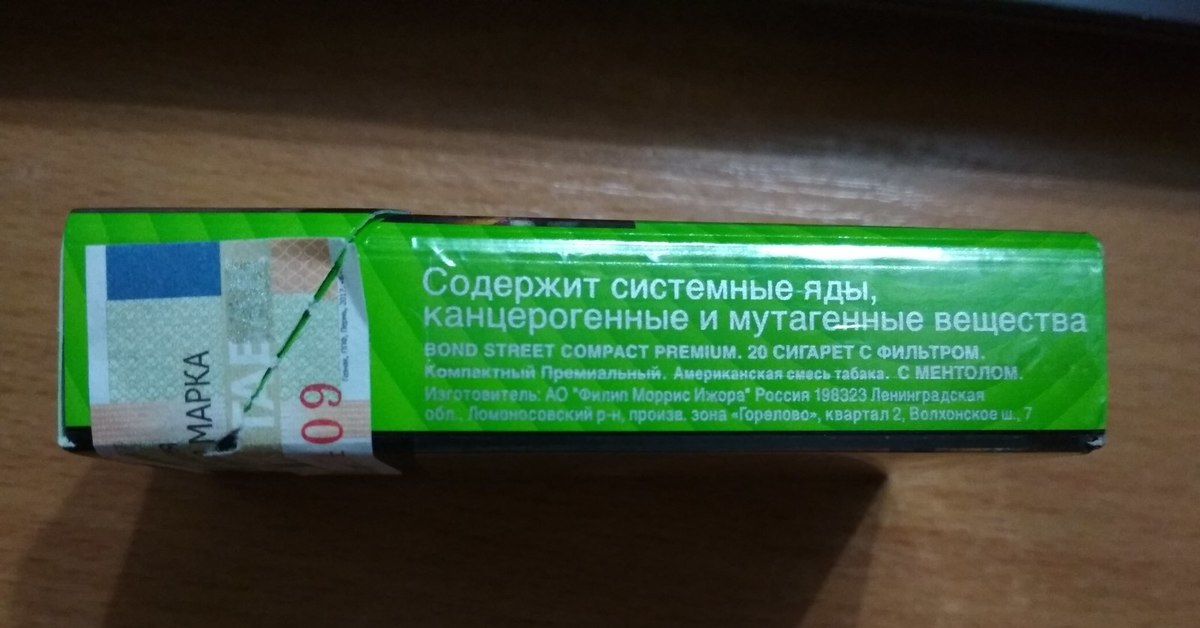 Содержит системные яды,
канцерогенные и мутагенные вещества
BOND STREET COMPACT PREMIUM. 20 СИГАРЕТ С ФИЛЬТРОМ.
Компактный Премиальный. Американская смесь табака. С МЕНТОЛОМ.
Изготовитель: АО "Филип Моррис Ижора" Россия 198323 Ленинградская
обл., Ломоносовский р-н, произв. зона «Горелово», квартал 2, Волхонское ш., 7
МАРКА
09